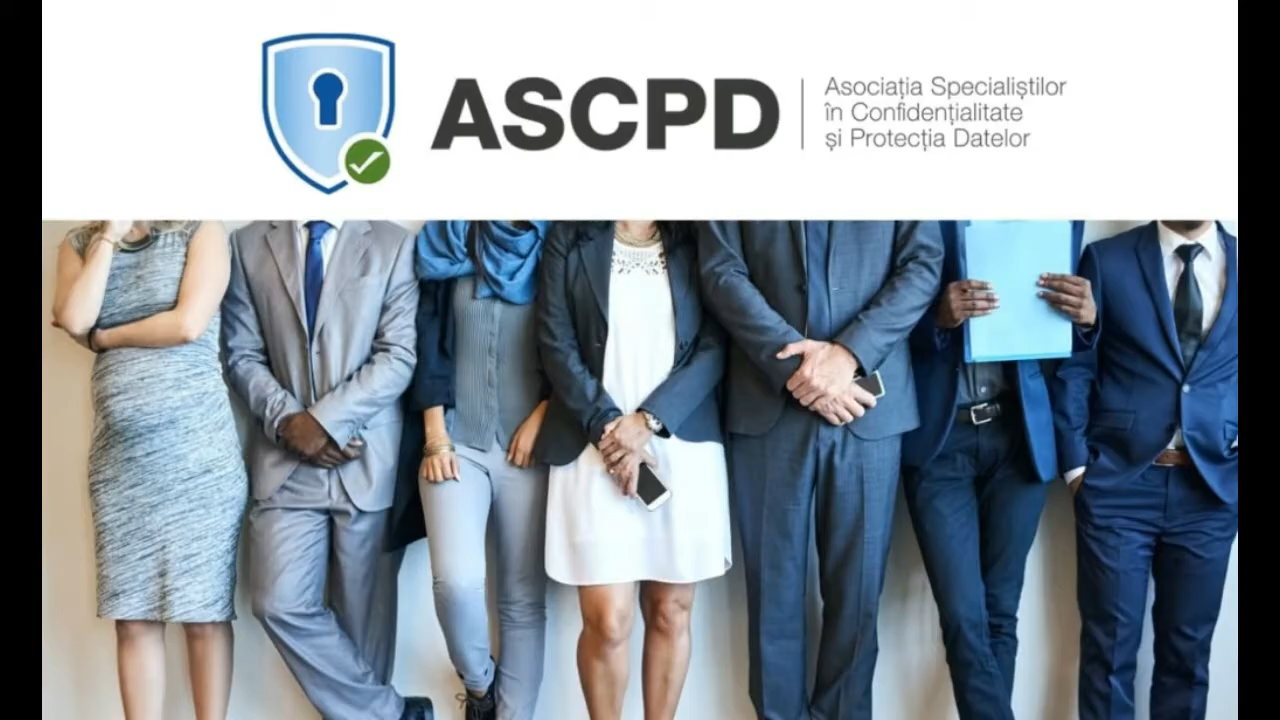 ASCPD
Asociația Specialiștilor
în Confidențialitate
și Protecția Datelor